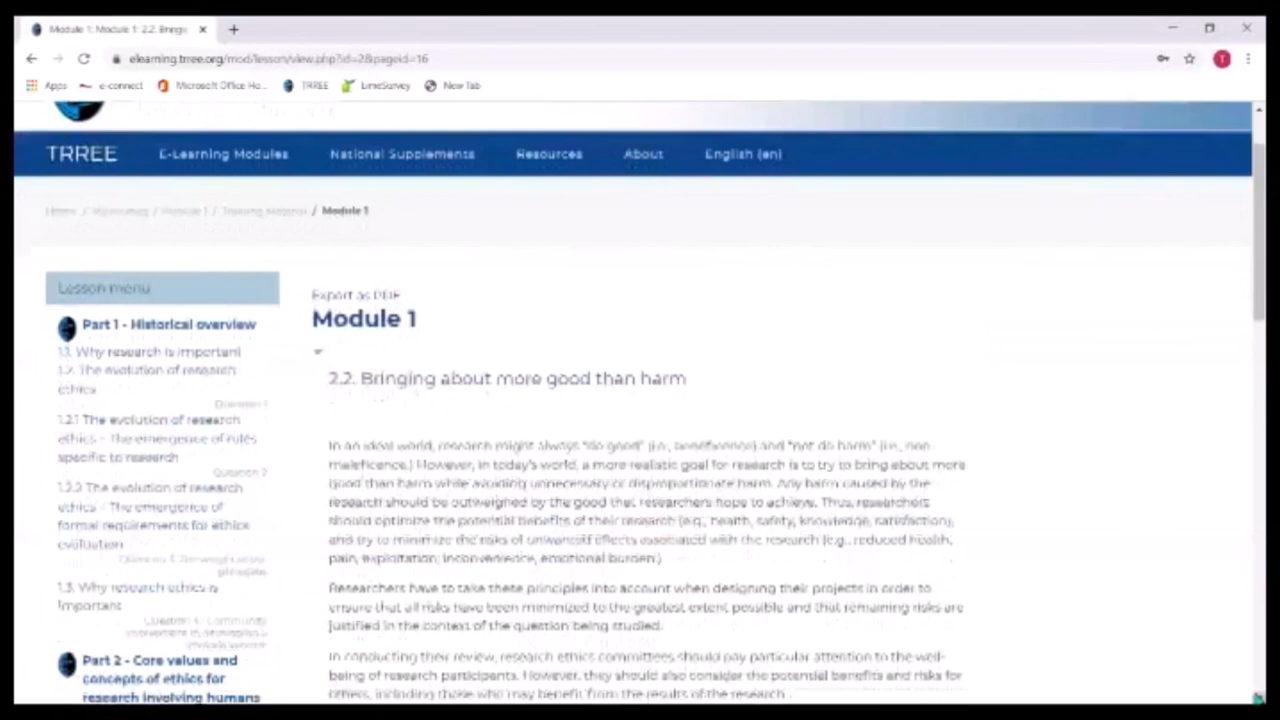 Module 1: Module 1: 2.2. Bringi
elearning.trree.org/mod/lesson/view.php?id=2&pageid=16
T
Apps e-connect Microsoft Office Ho... TRREE LimeSurvey New Tab
TRREE E-Learning Modules National Supplements Resources About English (en)
Home / / Module 1 / Training Material / Module 1
Lesson menu
Part 1 - Historical overview
1.1. Why research is important
1.2. The evolution of research
ethics
Question 1
1.2.1 The evolution of research
ethics - The emergence of rules
specific to research
Question 2
1.2.2 The evolution of research
ethics - The emergence of
formal requirements for ethics
evaluation
1.3. Why research ethics is
important
Part 2 - Core values and
concepts of ethics for
research involving humans
Export as PDF
Module 1
2.2. Bringing about more good than harm
In an ideal world, research might always "do good" (i.e., beneficence) and "not do harm" (i.e., non-
maleficence.) However, in today's world, a more realistic goal for research is to try to bring about more
good than harm while avoiding unnecessary or disproportionate harm. Any harm caused by the
research should be outweighed by the good that researchers hope to achieve. Thus, researchers
should optimize the potential benefits of their research (e.g., health, safety, knowledge, satisfaction),
and try to minimize the risks of unwanted effects associated with the research (e.g., reduced health,
pain, exploitation, inconvenience, emotional burden.)
Researchers have to take these principles into account when designing their projects in order to
ensure that all risks have been minimized to the greatest extent possible and that remaining risks are
justified in the context of the question being studied.
In conducting their review, research ethics committees should pay particular attention to the well-
being of research participants. However, they should also consider the potential benefits and risks for
others, including those who may benefit from the results of the research.